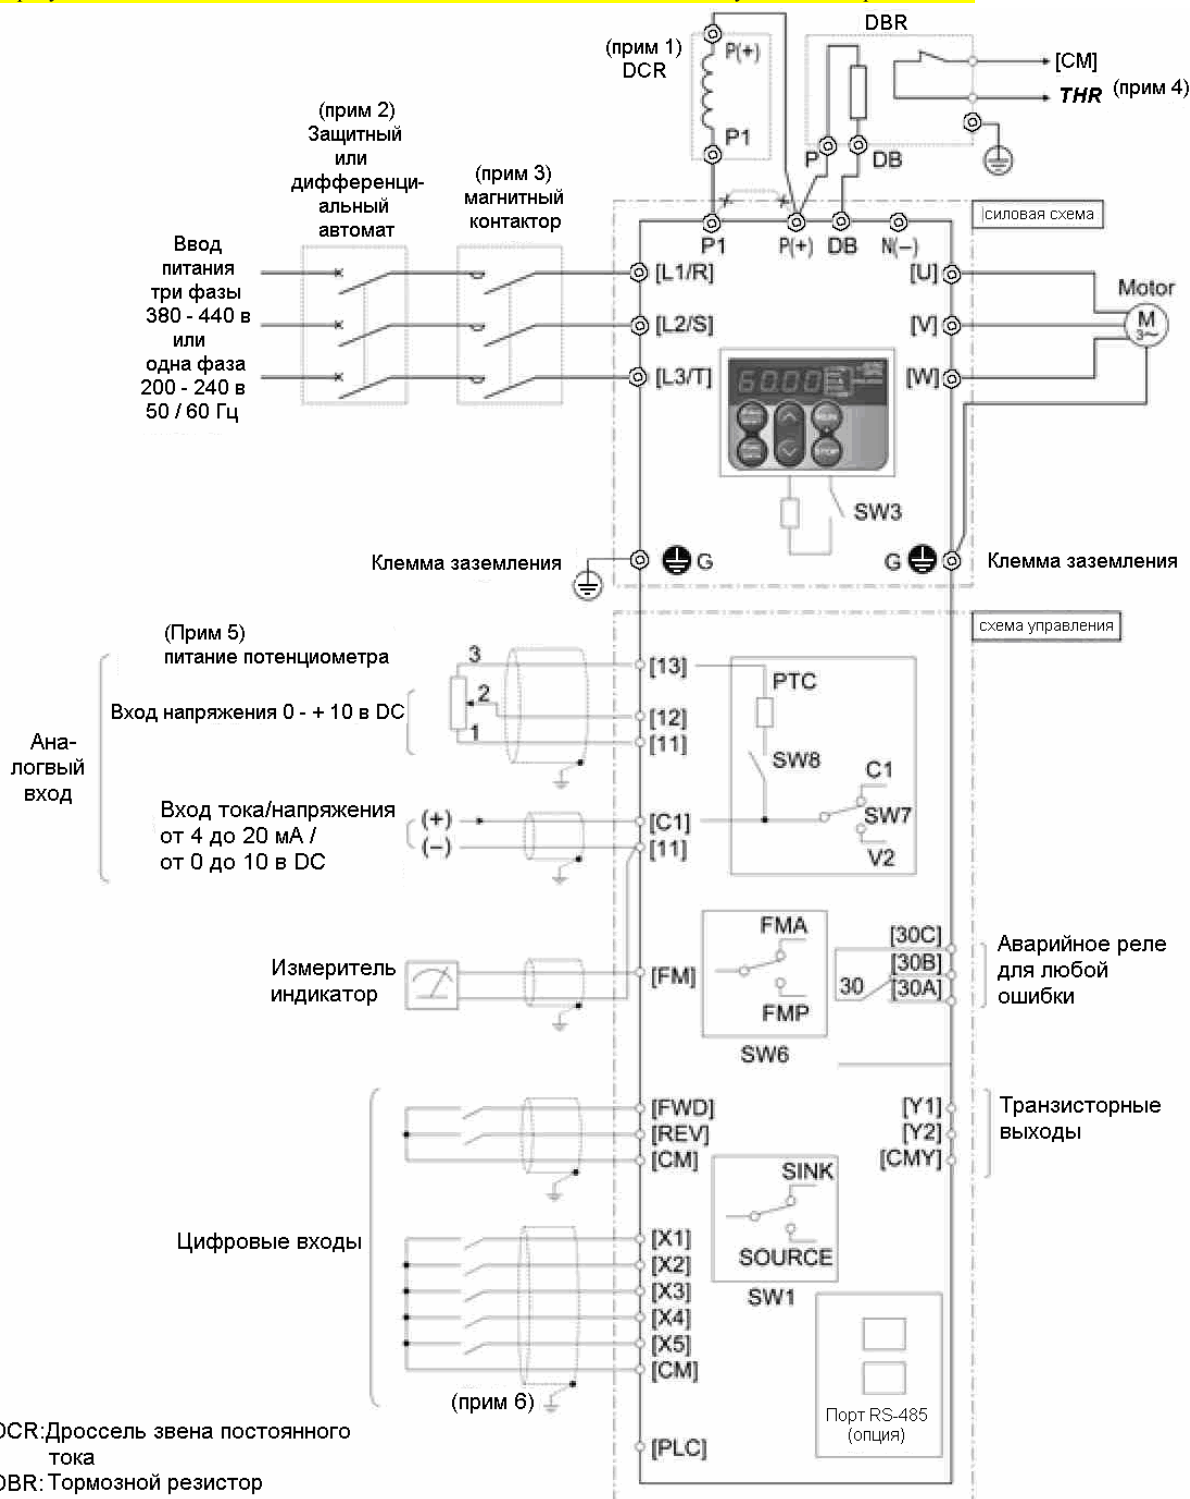 DBR
(прим 1)
DCR
P(+)
P1
[CM]
THR (прим 4)
P
DB
(прим 2)
Защитный
или
дифференци-
альный
автомат
(прим 3)
магнитный
контактор
силовая схема
P1
P(+)
DB
N(–)
Ввод
питания
три фазы
380 - 440 в
или
одна фаза
200 - 240 в
50 / 60 Гц
[L1/R]
[L2/S]
[L3/T]
[U]
[V]
[W]
Motor
M
3~
60.00
RUN
STOP
SW3
Клемма заземления
G
G
Клемма заземления
схема управления
(Прим 5)
питание потенциометра
3
2
1
Вход напряжения 0 - + 10 в DC
Ана-
логвый
вход
Вход тока/напряжения
от 4 до 20 мА /
от 0 до 10 в DC
(+)
(–)
[13]
[12]
[11]
[C1]
[11]
PTC
SW8
C1
SW7
V2
Измеритель
индикатор
[FM]
FMA
FMP
SW6
[30C]
[30B]
[30A]
30
Аварийное реле
для любой
ошибки
[FWD]
[REV]
[CM]
[Y1]
[Y2]
[CMY]
Транзисторные
выходы
SINK
SOURCE
SW1
Цифровые входы
[X1]
[X2]
[X3]
[X4]
[X5]
[CM]
(прим 6)
[PLC]
Порт RS-485
(опция)
DCR:Дроссель звена постоянного
тока
DBR: Тормозной резистор